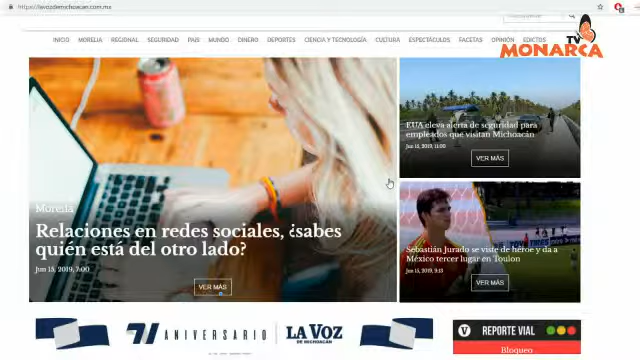 https://lavozdemichoacan.com.mx
INICIO MORELIA REGIONAL SEGURIDAD PAIS MUNDO DINERO DEPORTES CIENCIA Y TECNOLOGÍA CULTURA ESPECTÁCULOS FACETAS OPINIÓN EDICTOS
TV
MONARCA
Morelia
Relaciones en redes sociales, ¿sabes
quién está del otro lado?
Jun 15, 2019, 7:00
VER MÁS
EUA eleva alerta de seguridad para
empleados que visitan Michoacán
Jun 15, 2019, 11:00
VER MÁS
Sebastián Jurado se viste de héroe y da a
México tercer lugar en Toulon
Jun 15, 2019, 9:15
VER MÁS
71 ANIVERSARIO LA VOZ
DE MICHOACÁN
V REPORTE VIAL
Bloqueo